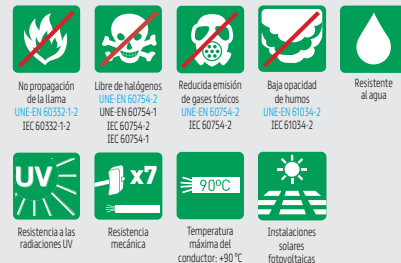 No propagación
de la llama
UNE-EN 60332-1-2
IEC 60332-1-2
Libre de halógenos
UNE-EN 60754-2
UNE-EN 60754-1
IEC 60754-2
IEC 60754-1
Reducida emisión
de gases tóxicos
UNE-EN 60754-2
IEC 60754-2
Baja opacidad
de humos
UNE-EN 61034-2
IEC 61034-2
Resistente
al agua
UV
Resistencia a las
radiaciones UV
x7
Resistencia
mecánica
90ºC
Temperatura
máxima del
conductor: +90 °C
Instalaciones
solares
fotovoltaicas